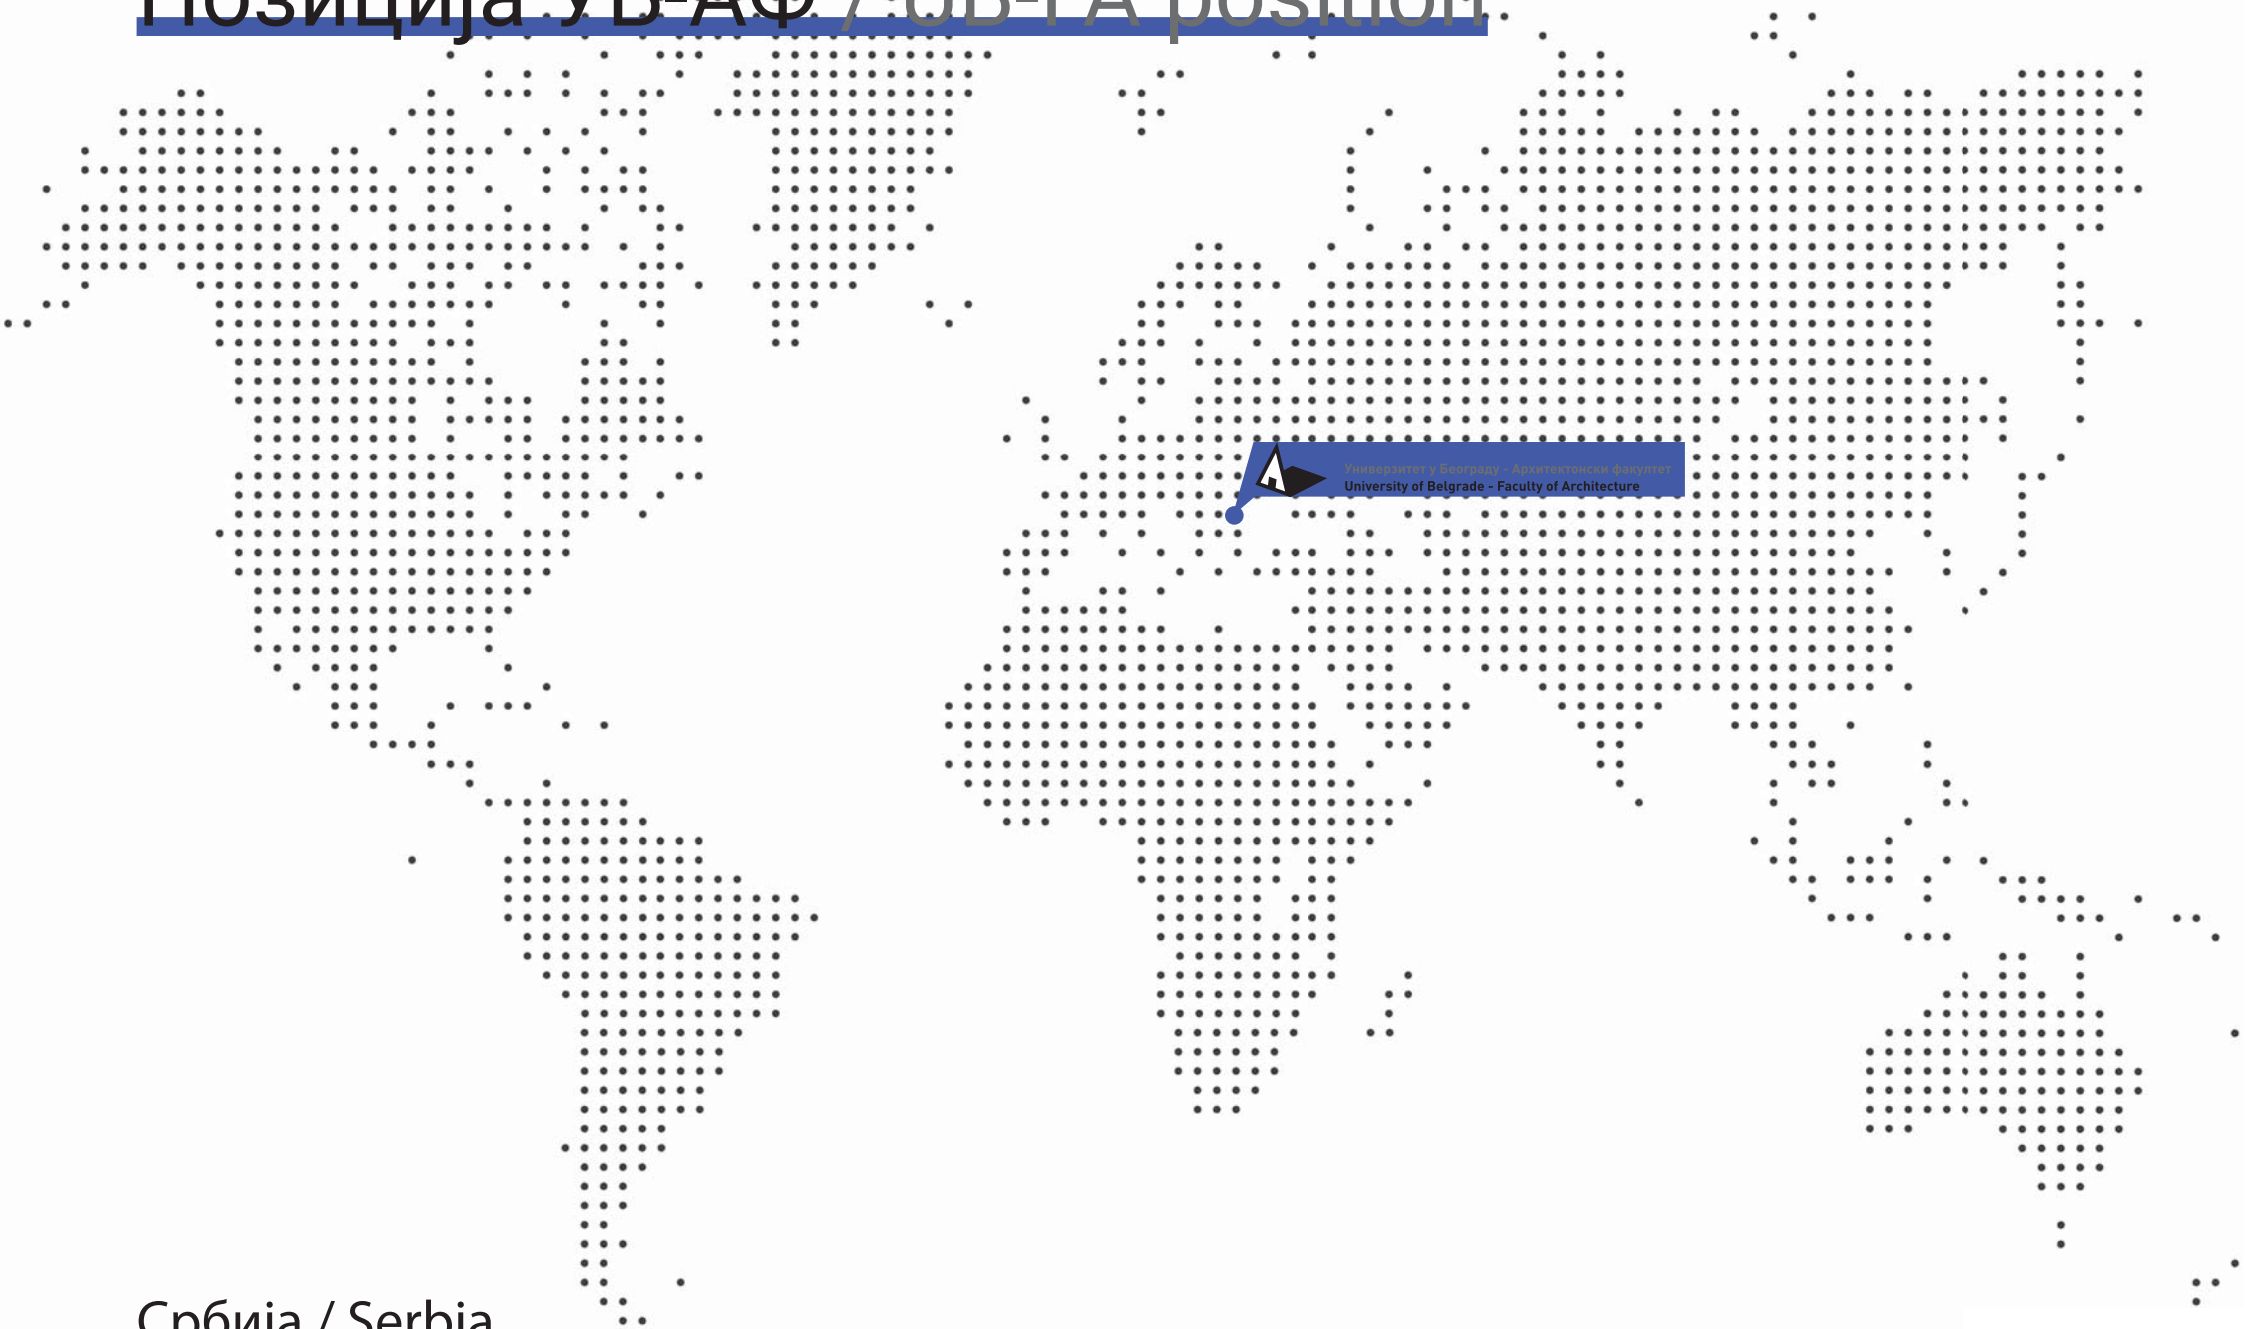 Позиција УБ-АФ / UB-FA position
Универзитет у Београду - Архитектонски факултет
University of Belgrade - Faculty of Architecture
Србија / Serbia